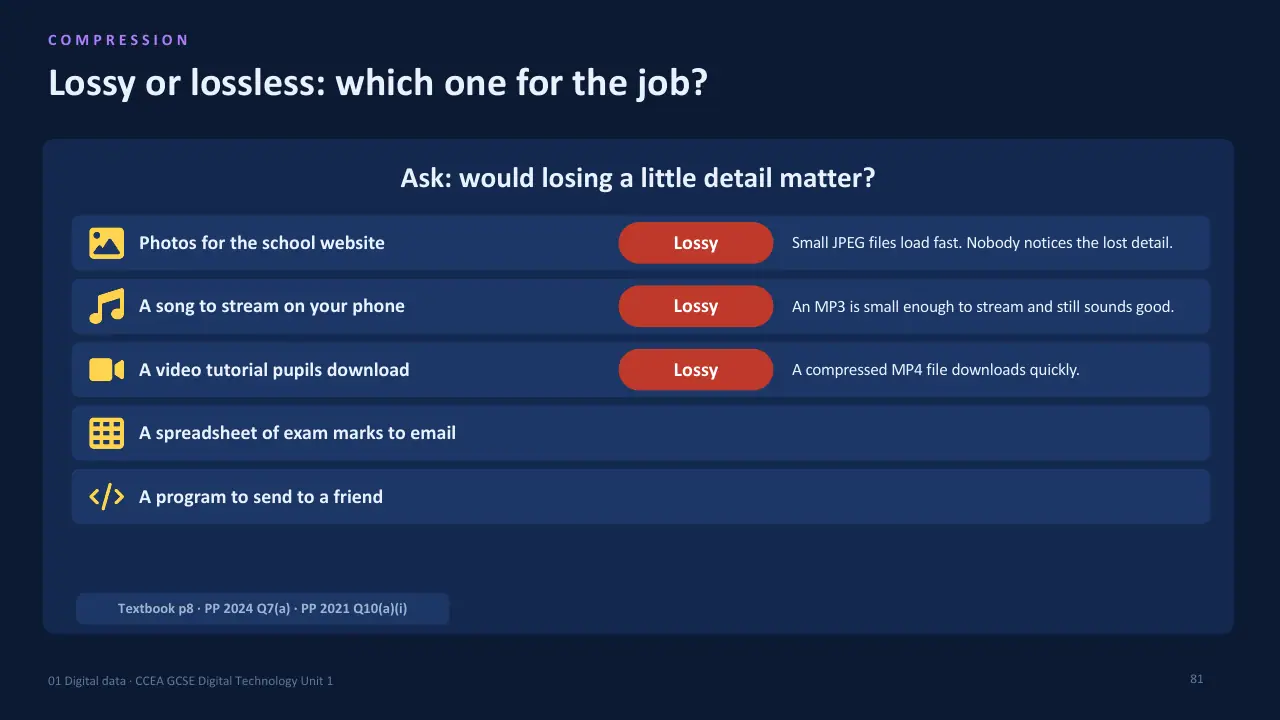 COMPRESSION
Lossy or lossless: which one for the job?
Ask: would losing a little detail matter?
Photos for the school website
Lossy
Small JPEG files load fast. Nobody notices the lost detail.
A song to stream on your phone
Lossy
An MP3 is small enough to stream and still sounds good.
A video tutorial pupils download
Lossy
A compressed MP4 file downloads quickly.
A spreadsheet of exam marks to email
A program to send to a friend
Textbook p8 · PP 2024 Q7(a) · PP 2021 Q10(a)(i)
01 Digital data · CCEA GCSE Digital Technology Unit 1
81